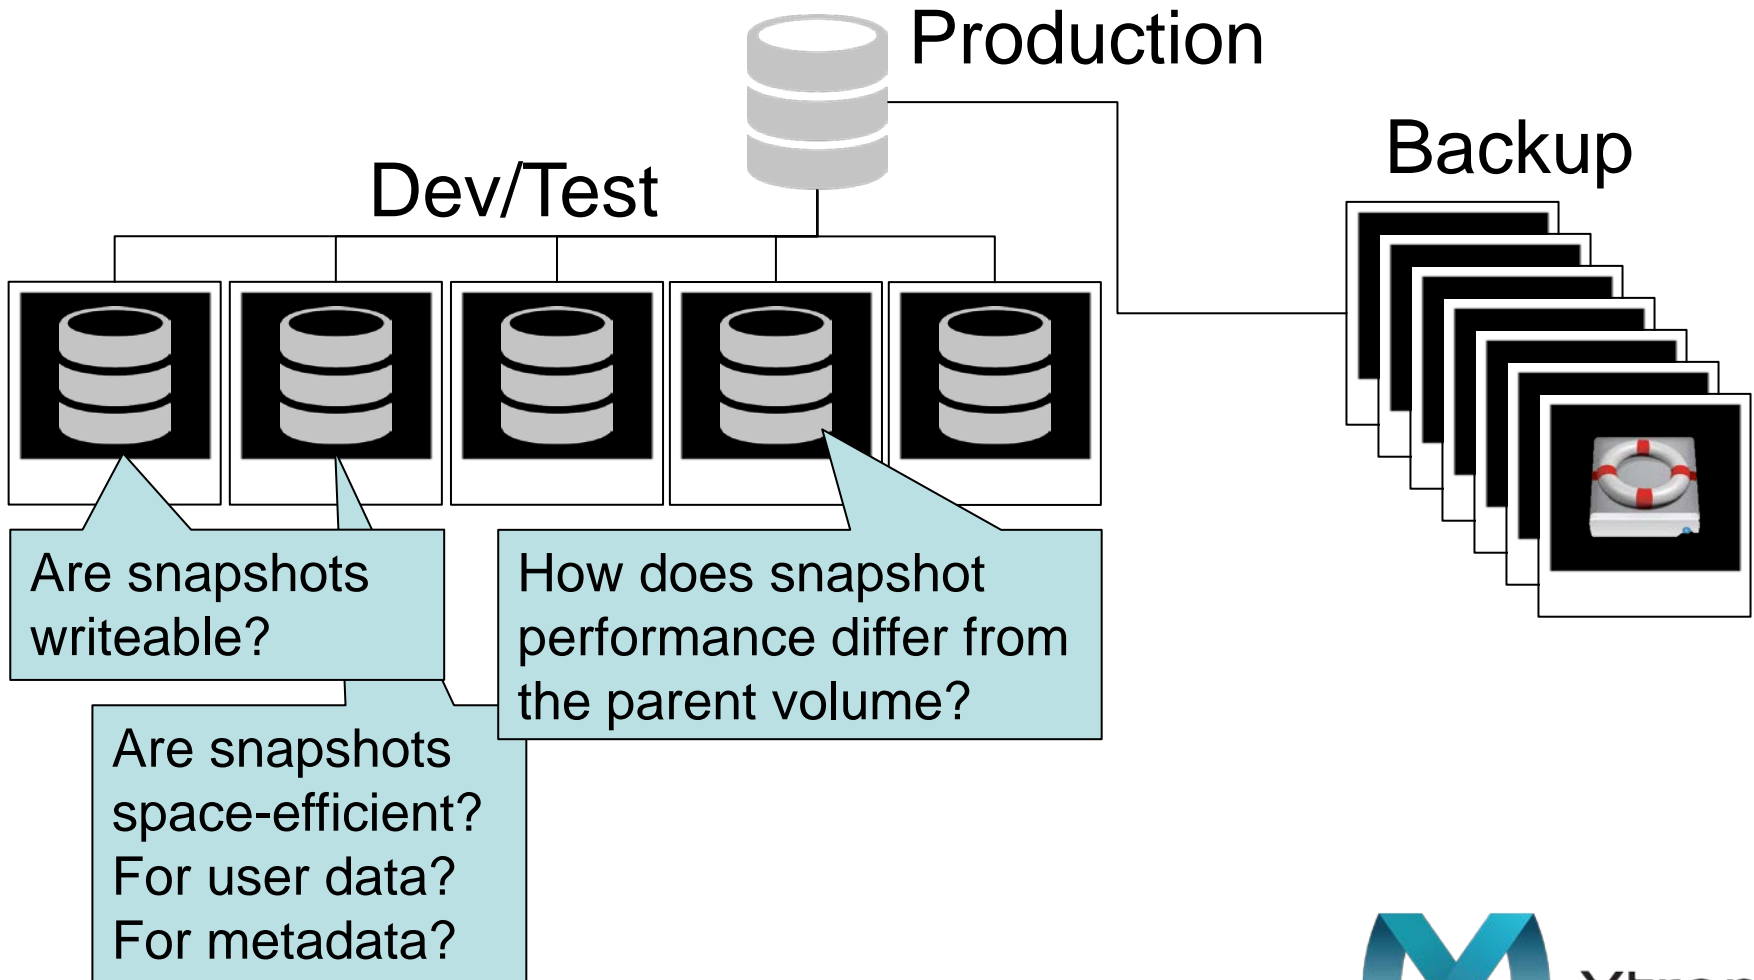 Production
Backup
Dev/Test
Are snapshots
writeable?
How does snapshot
performance differ from
the parent volume?
Are snapshots
space-efficient?
For user data?
For metadata?